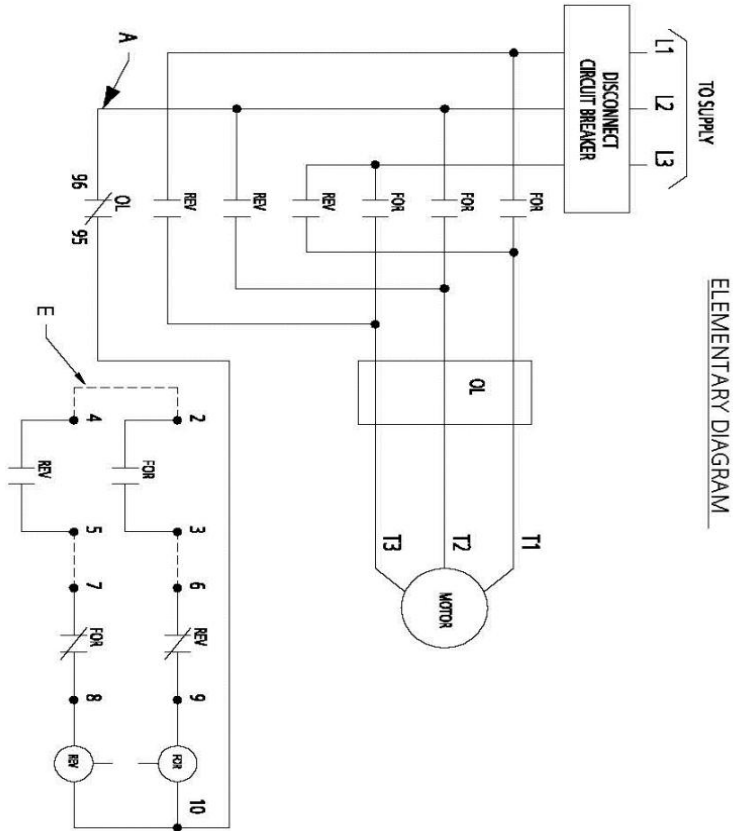 ELEMENTARY DIAGRAM
TO SUPPLY
L1
L2
L3
DISCONNECT
CIRCUIT BREAKER
A
FOR
FOR
FOR
REV
REV
REV
OL
96
95
OL
T1
T2
T3
MOTOR
E
2
FOR
3
6
REV
9
FOR
10
4
REV
5
7
FOR
8
REV